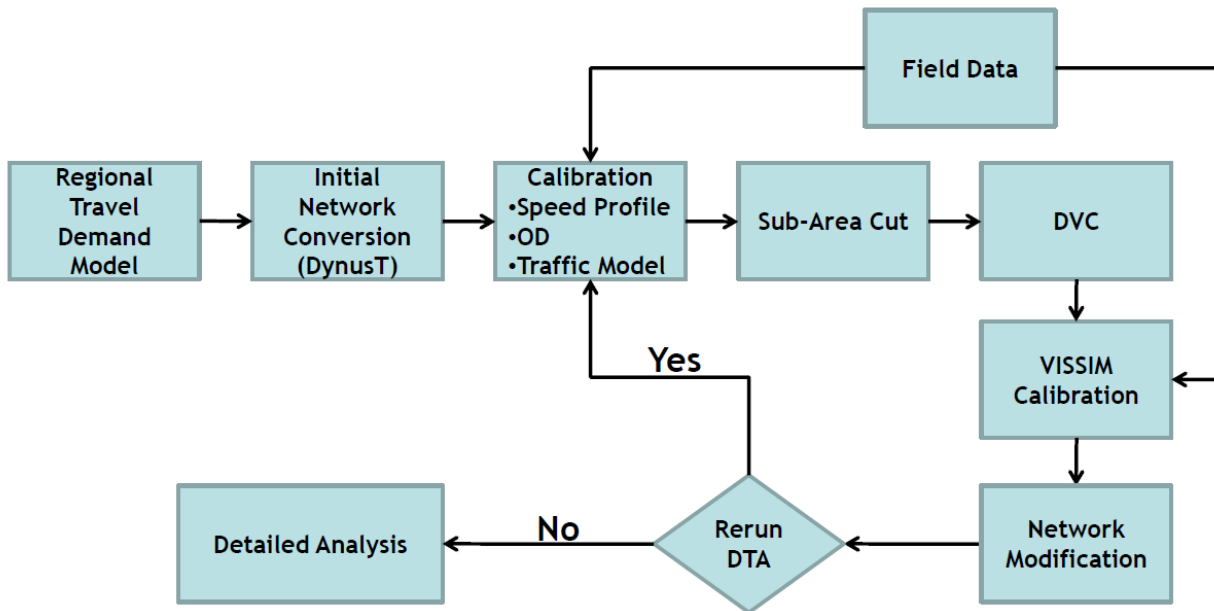 Field Data
Regional
Travel
Demand
Model
Initial
Network
Conversion
(DynusT)
Calibration
•Speed Profile
•OD
•Traffic Model
Sub-Area Cut
DVC
Yes
VISSIM
Calibration
Detailed Analysis
No
Rerun
DTA
Network
Modification